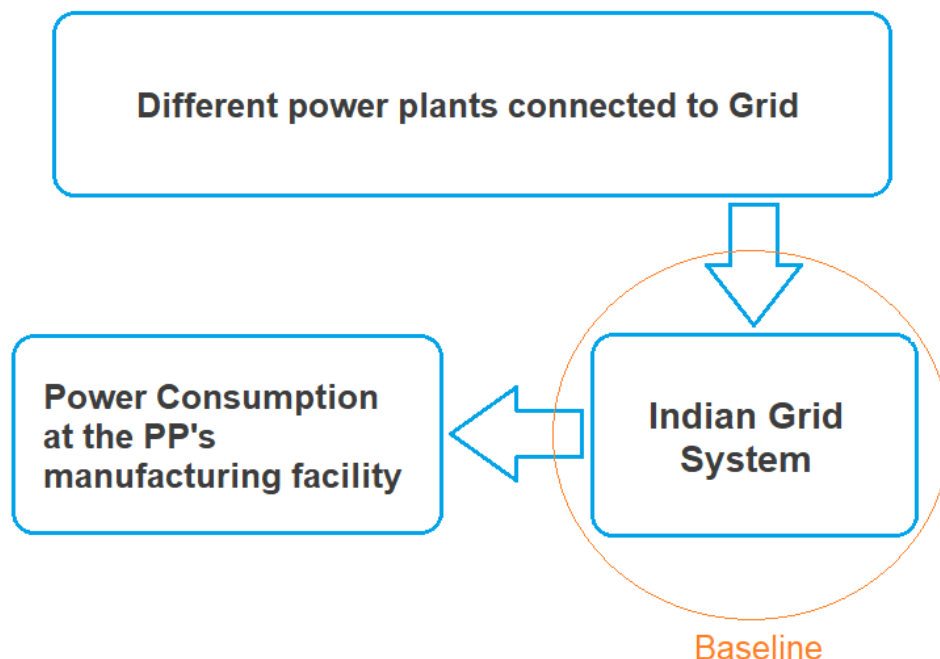 Different power plants connected to Grid
Power Consumption
at the PP's
manufacturing facility
Indian Grid
System
Baseline